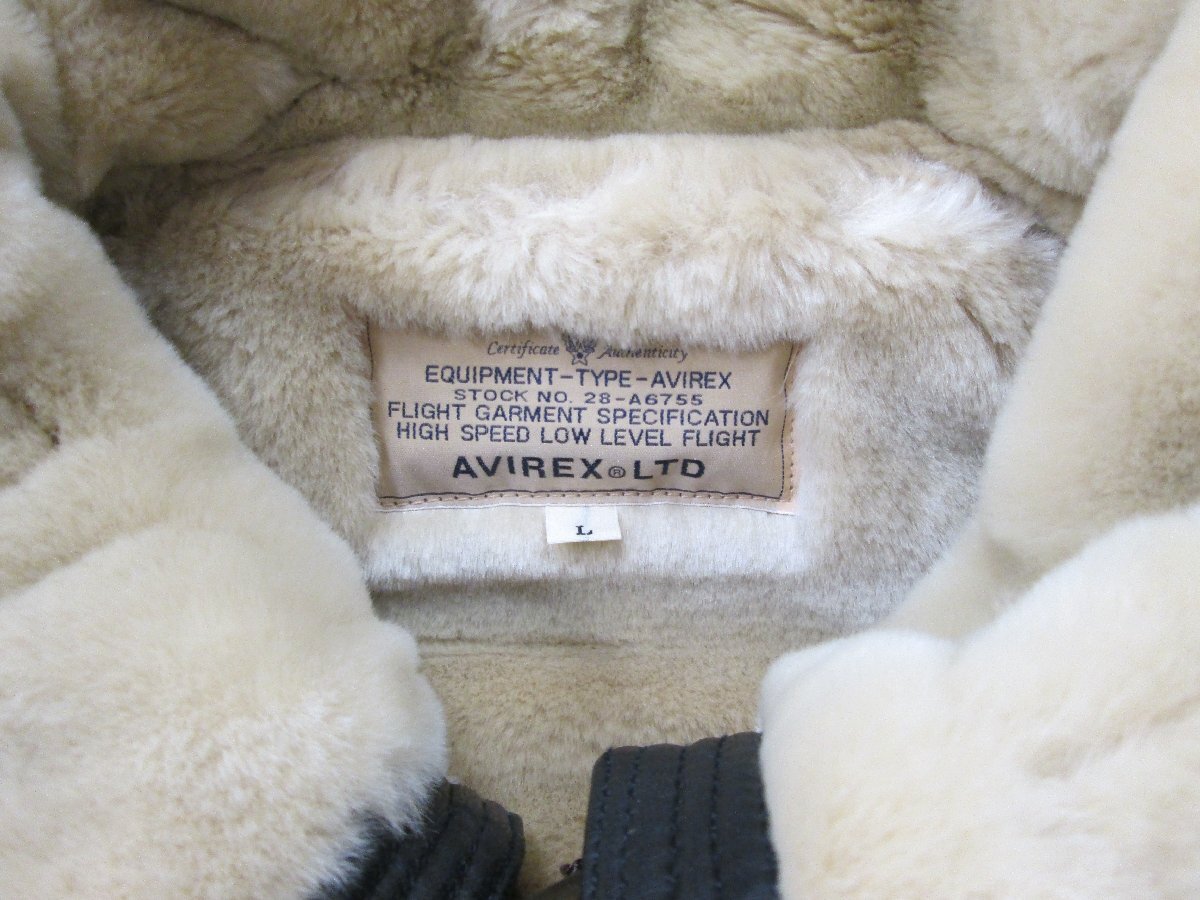 Certificate Authenticity
EQUIPMENT-TYPE-AVIREX
STOCK NO. 28-A6755
FLIGHT GARMENT SPECIFICATION
HIGH SPEED LOW LEVEL FLIGHT
AVIREX® LTD
L